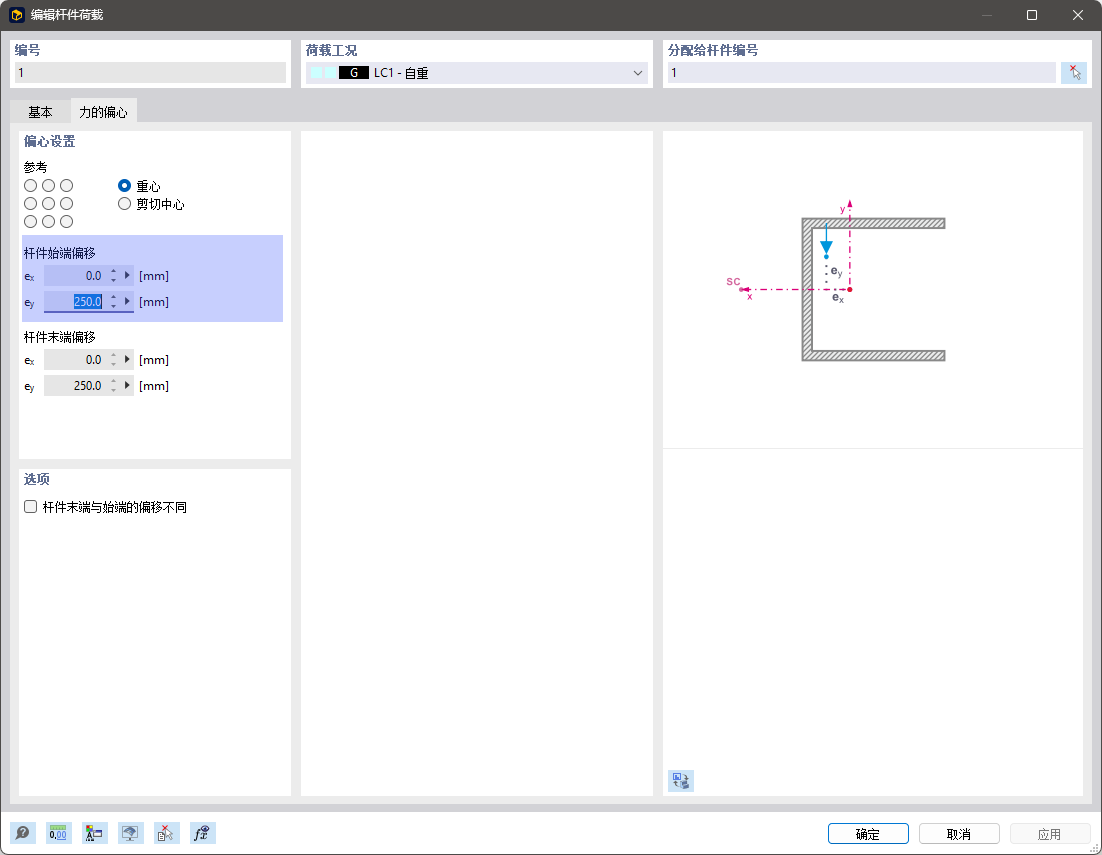 编辑杆件荷载
编号
1
荷载工况
G LC1 - 自重
分配给杆件编号
1
基本
力的偏心
偏心设置
参考
重心
剪切中心
杆件始端偏移
ex 0.0 [mm]
ey 250.0 [mm]
杆件末端偏移
ex 0.0 [mm]
ey 250.0 [mm]
选项
杆件末端与始端的偏移不同
y
ey
SC
x
ex
0,00
确定
取消
应用